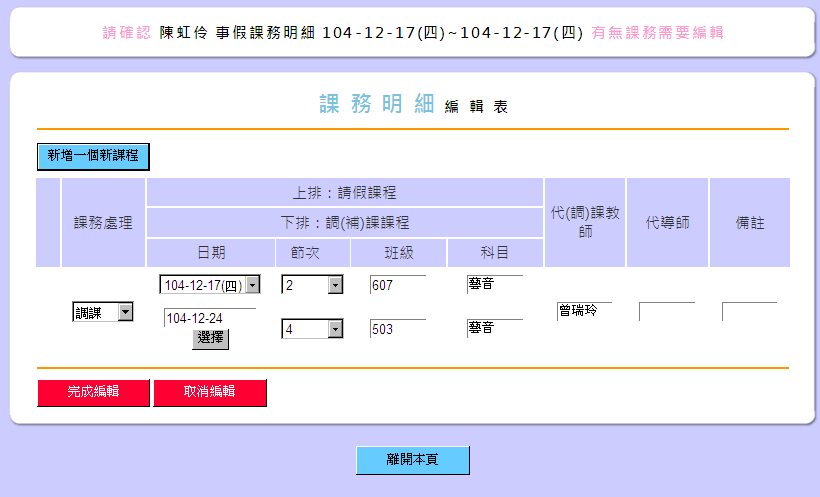 請確認 陳虹伶 事假課務明細 104-12-17(四)~104-12-17(四) 有無課務需要編輯
課務明細 編輯表
新增一個新課程
課務處理
上排：請假課程
下排：調(補)課課程
日期 節次 班級 科目
代(調)課教
師
代導師
備註
調課
104-12-17(四) 2 607 藝音
104-12-24
選擇
4 503 藝音
曾瑞玲
完成編輯 取消編輯
離開本頁